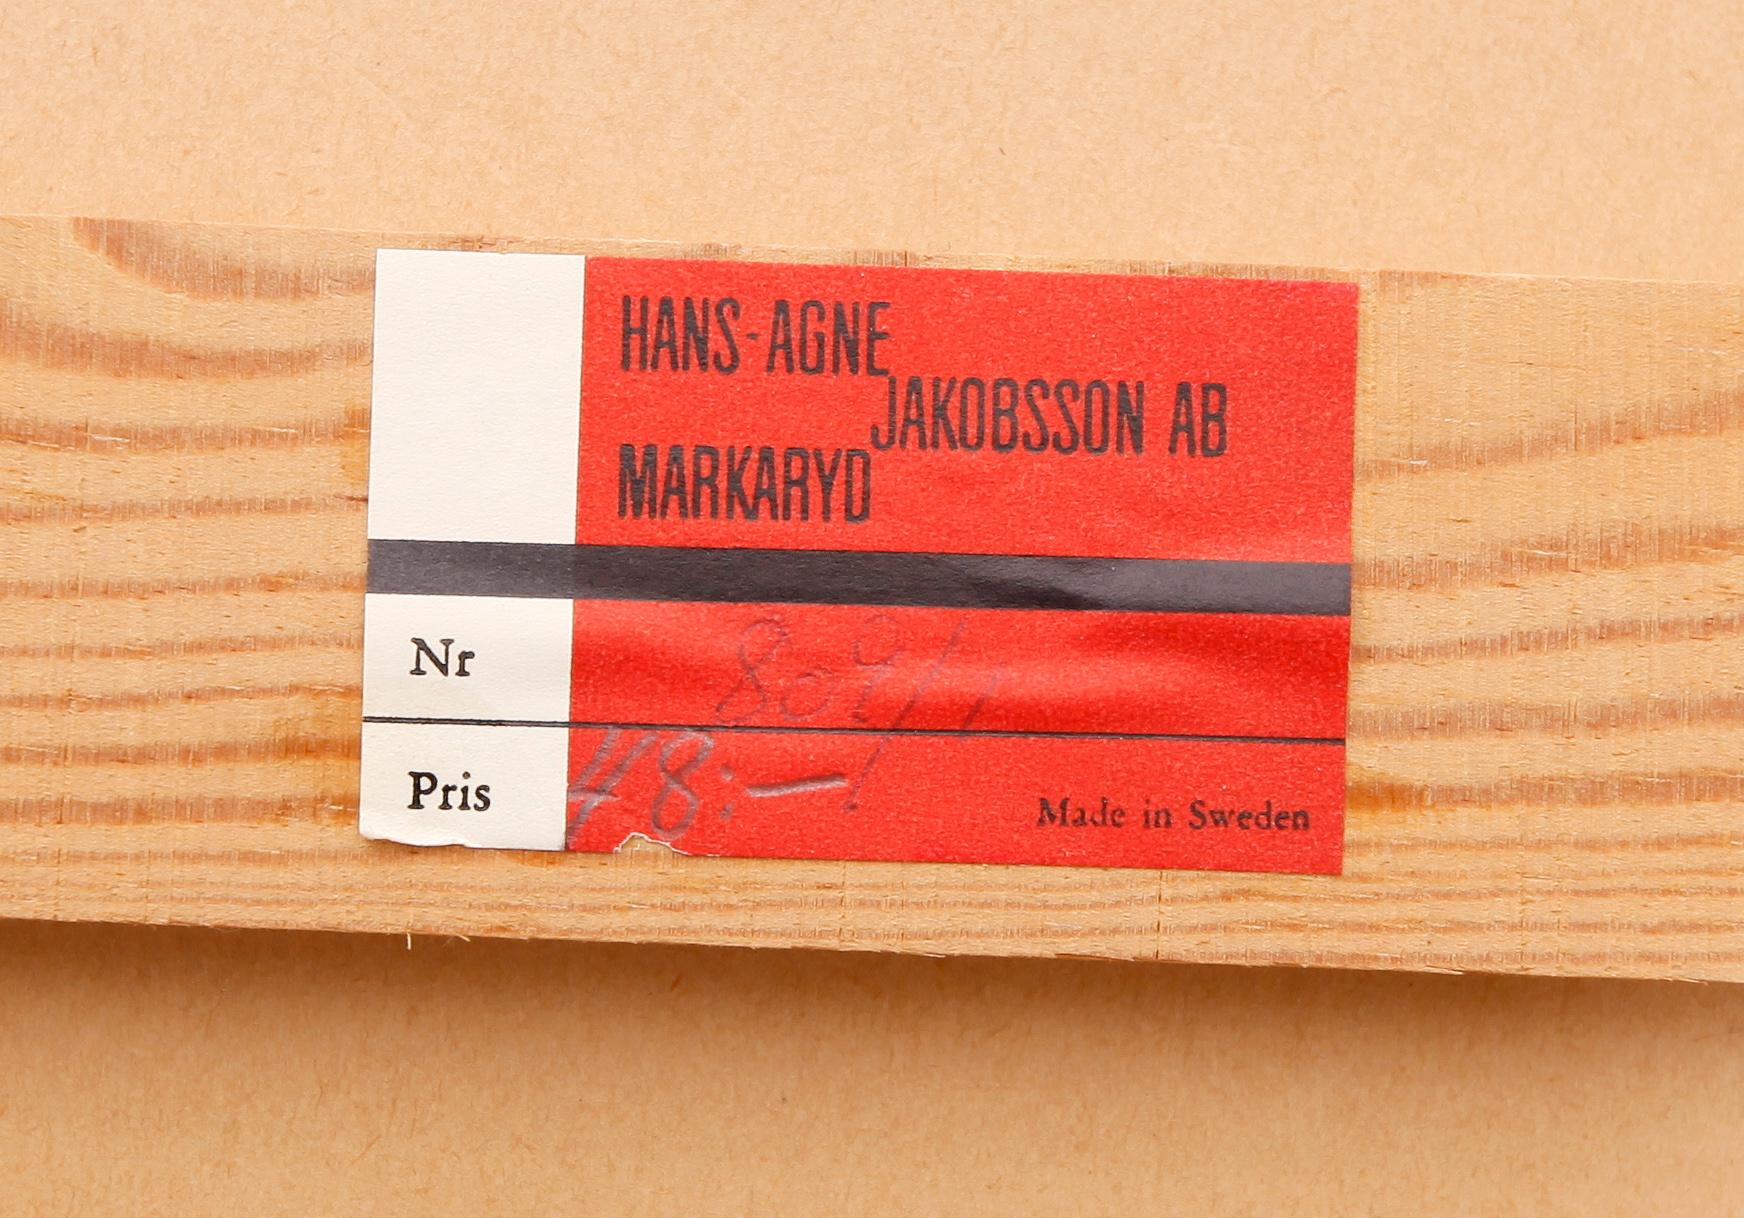 HANS-AGNE
JAKOBSSON AB
MARKARYD
Nr
Pris 48:-
Made in Sweden